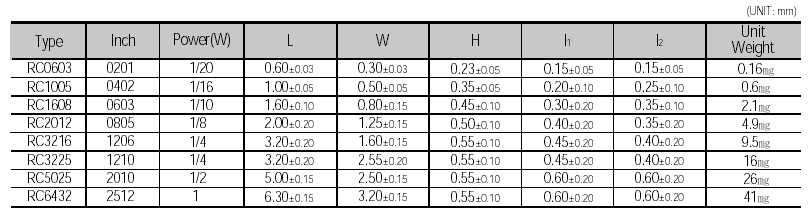 (UNIT: mm)
Type Inch Power(W) L W H l1 l2 Unit Weight
RC0603 0201 1/20 0.60±0.03 0.30±0.03 0.23±0.05 0.15±0.05 0.15±0.05 0.16㎎
RC1005 0402 1/16 1.00±0.05 0.50±0.05 0.35±0.05 0.20±0.10 0.25±0.10 0.6㎎
RC1608 0603 1/10 1.60±0.10 0.80±0.15 0.45±0.10 0.30±0.20 0.35±0.10 2.1㎎
RC2012 0805 1/8 2.00±0.20 1.25±0.15 0.50±0.10 0.40±0.20 0.35±0.20 4.9㎎
RC3216 1206 1/4 3.20±0.20 1.60±0.15 0.55±0.10 0.45±0.20 0.40±0.20 9.5㎎
RC3225 1210 1/4 3.20±0.20 2.55±0.20 0.55±0.10 0.45±0.20 0.40±0.20 16㎎
RC5025 2010 1/2 5.00±0.15 2.50±0.15 0.55±0.10 0.60±0.20 0.60±0.20 26㎎
RC6432 2512 1 6.30±0.15 3.20±0.15 0.55±0.10 0.60±0.20 0.60±0.20 41㎎